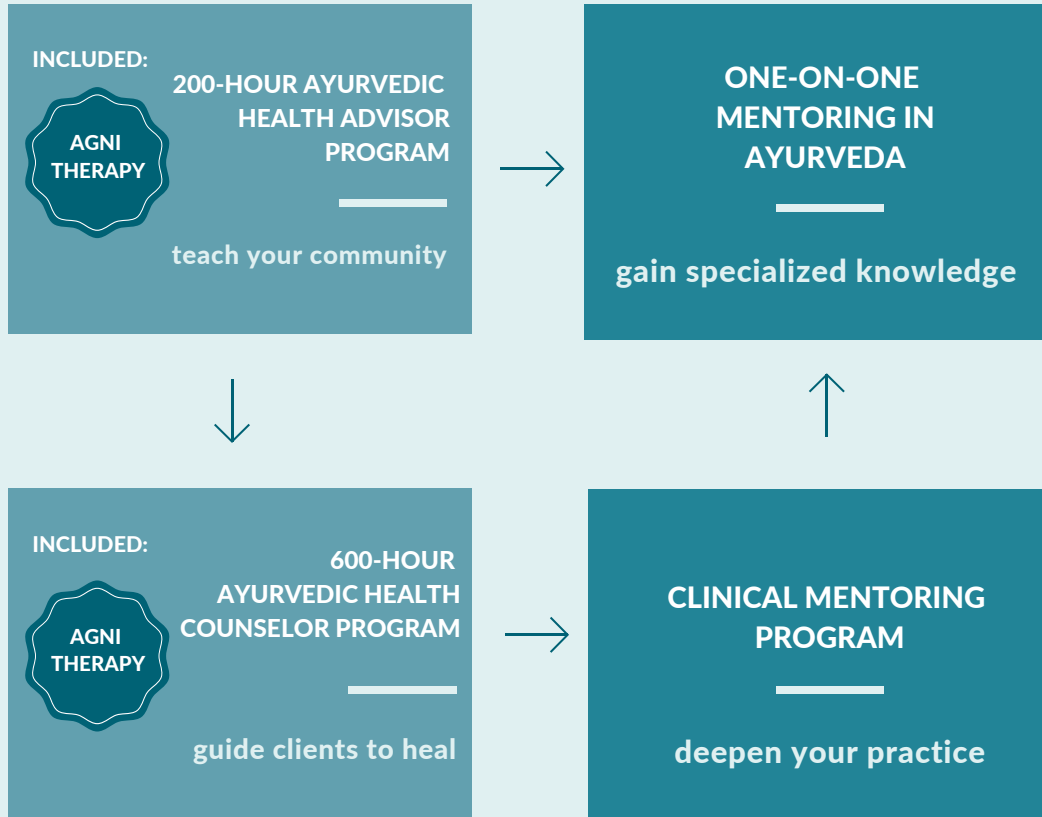 INCLUDED:
AGNI
THERAPY
200-HOUR AYURVEDIC
HEALTH ADVISOR
PROGRAM
teach your community
ONE-ON-ONE
MENTORING IN
AYURVEDA
gain specialized knowledge
INCLUDED:
AGNI
THERAPY
600-HOUR
AYURVEDIC HEALTH
COUNSELOR PROGRAM
guide clients to heal
CLINICAL MENTORING
PROGRAM
deepen your practice